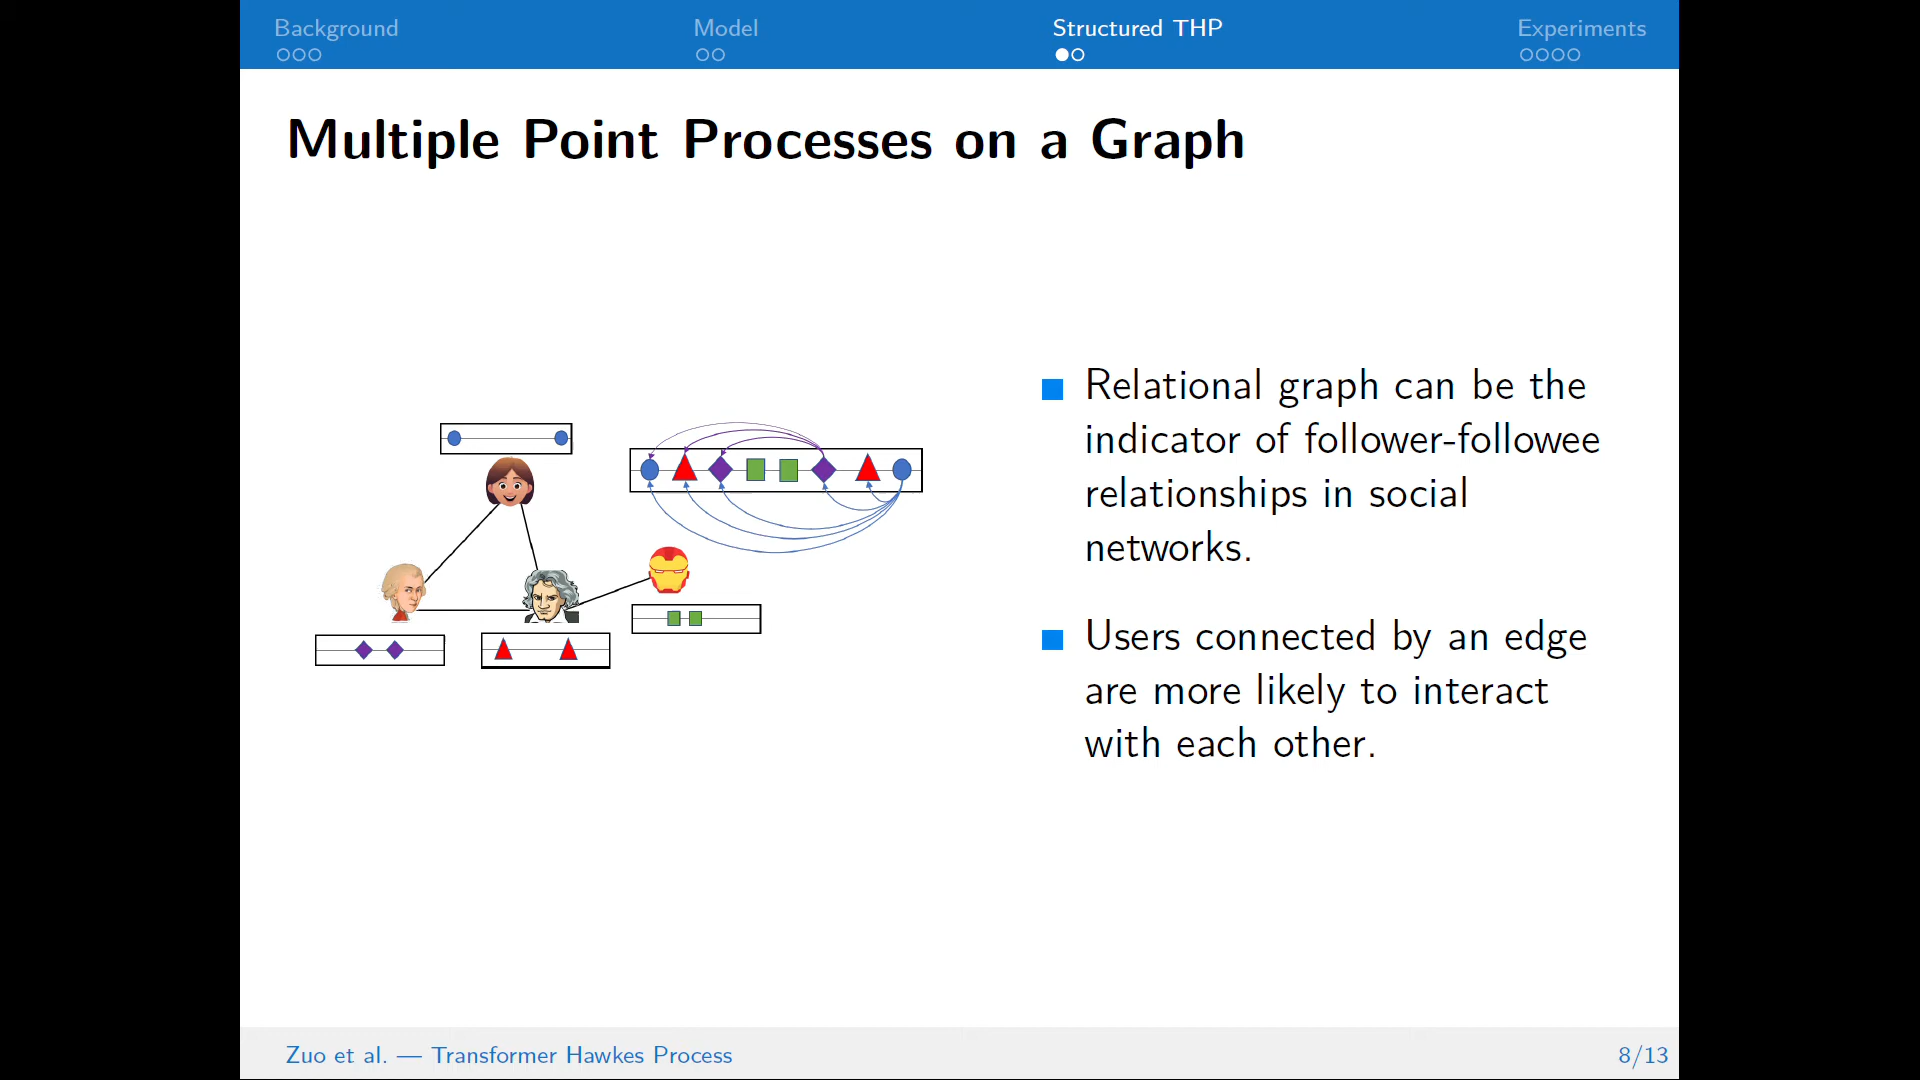 Background
Model
Structured THP
Experiments
Multiple Point Processes on a Graph
Relational graph can be the
indicator of follower-followee
relationships in social
networks.
Users connected by an edge
are more likely to interact
with each other.
Zuo et al. — Transformer Hawkes Process
8/13